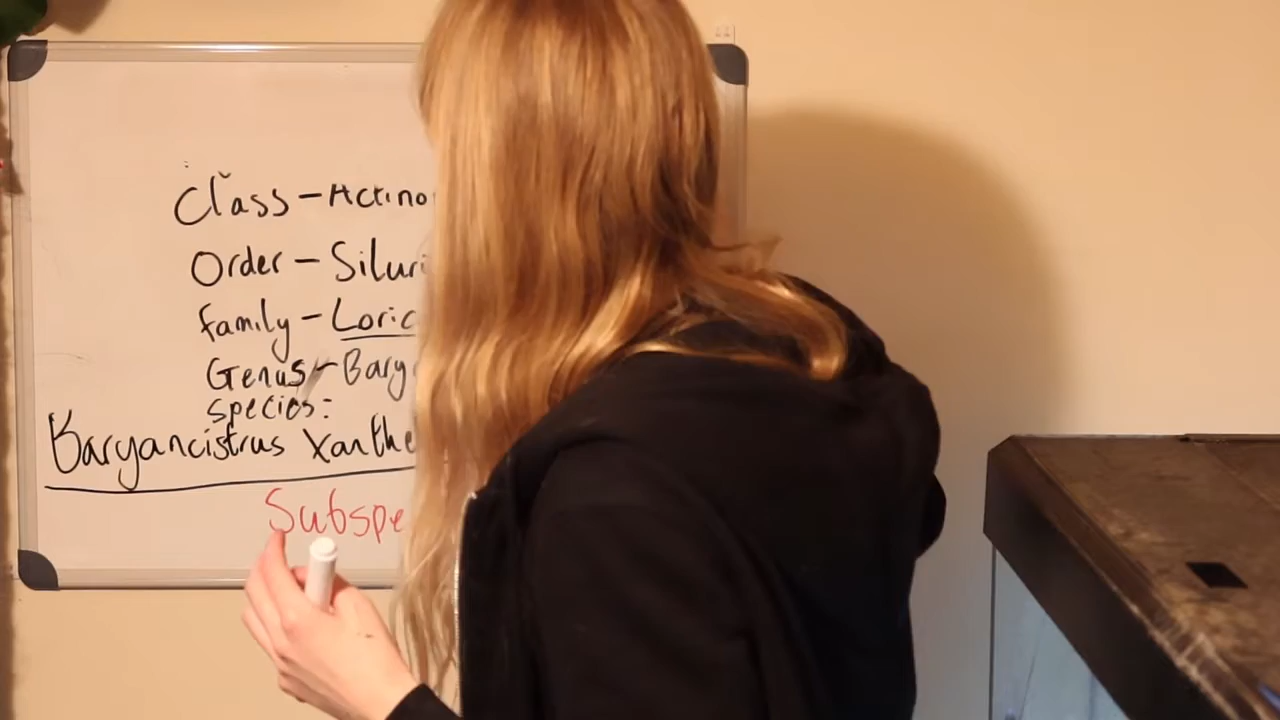 Class - Actino
Order - Siluri
family - Loric
Genus - Bary
species:
Baryancistrus Xanthe
Subspe